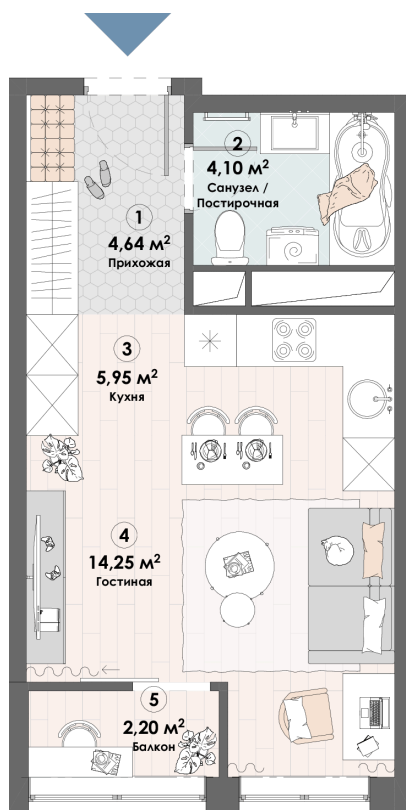 2
4,10 м²
Санузел /
Постирочная
1
4,64 м²
Прихожая
3
5,95 м²
Кухня
4
14,25 м²
Гостиная
5
2,20 м²
Балкон